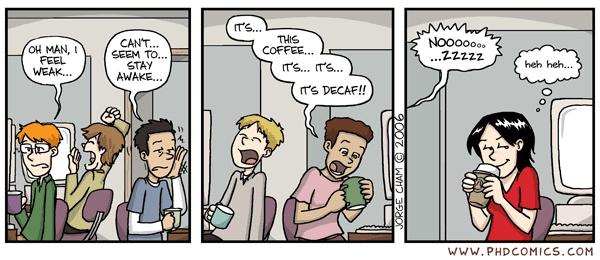 OH MAN, I
FEEL
WEAK...
CAN'T...
SEEM TO...
STAY
AWAKE...
IT'S...
THIS
COFFEE...
IT'S... IT'S...
IT'S DECAF!!
JORGE CHAM © 2006
NOOOOOOO...
...ZZZZZ
heh heh...
WWW.PHDCOMICS.COM